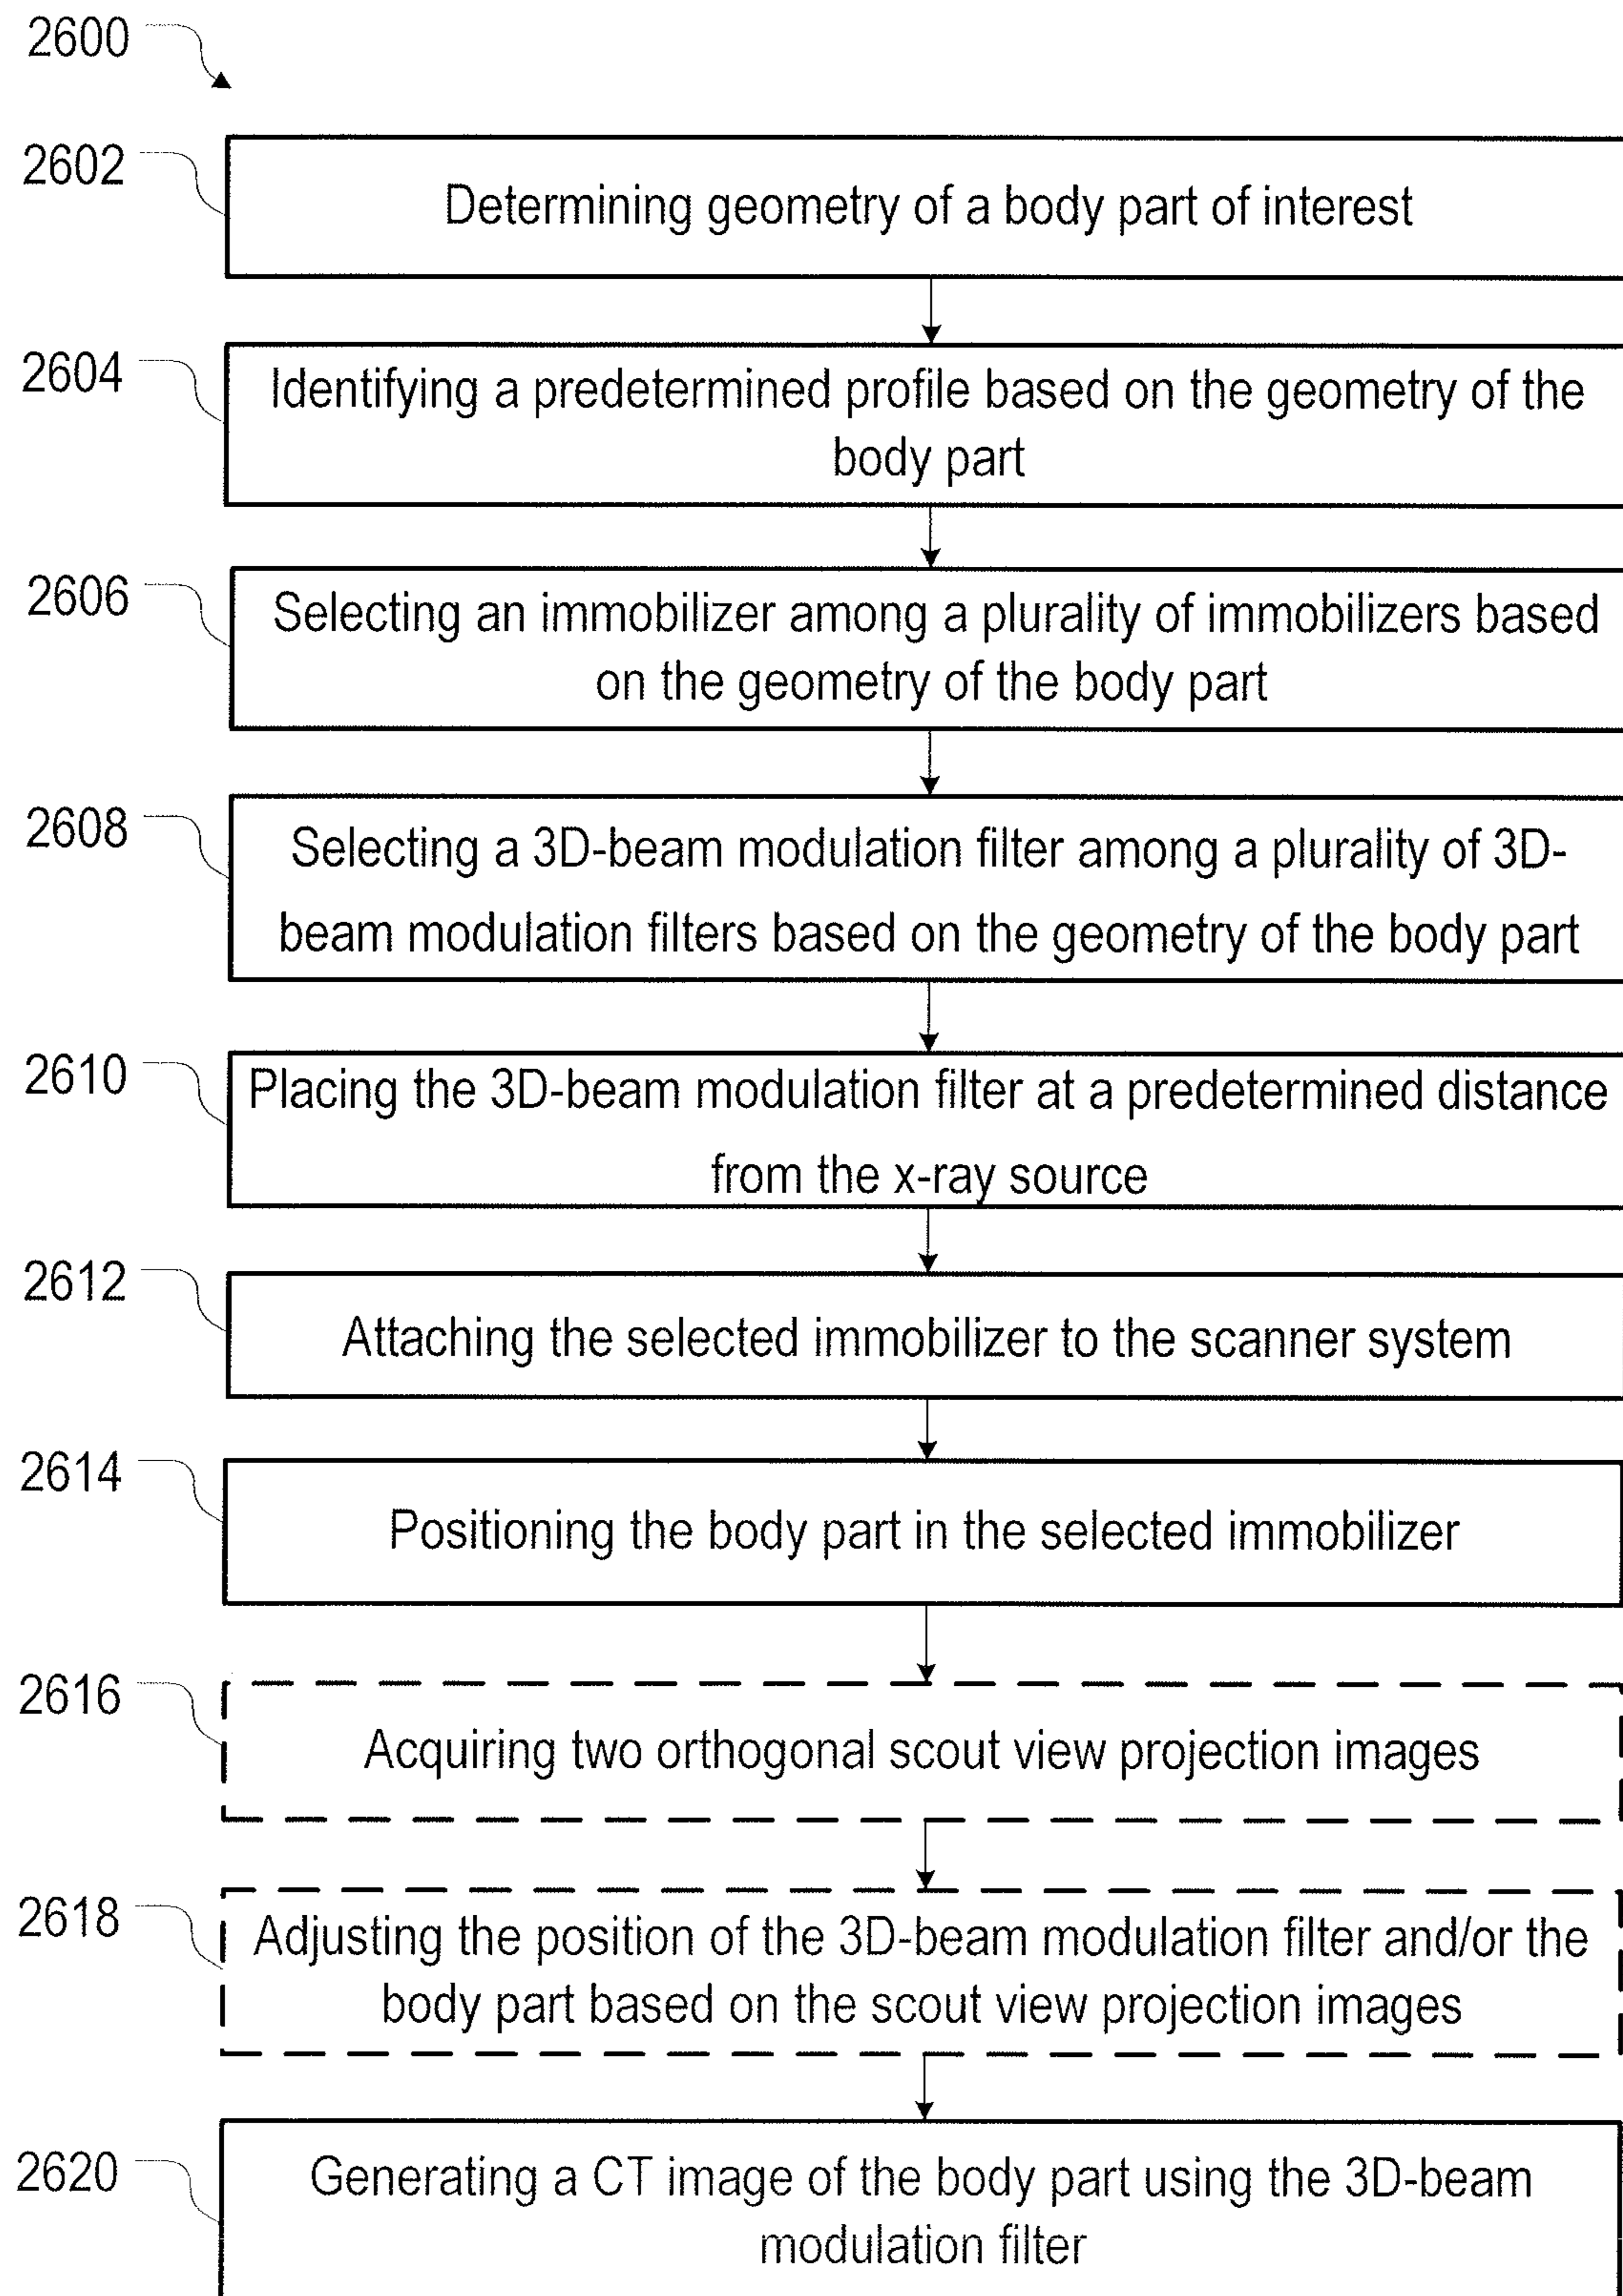 2600
2602
Determining geometry of a body part of interest
2604
Identifying a predetermined profile based on the geometry of the
body part
2606
Selecting an immobilizer among a plurality of immobilizers based
on the geometry of the body part
2608
Selecting a 3D-beam modulation filter among a plurality of 3D-
beam modulation filters based on the geometry of the body part
2610
Placing the 3D-beam modulation filter at a predetermined distance
from the x-ray source
2612
Attaching the selected immobilizer to the scanner system
2614
Positioning the body part in the selected immobilizer
2616
Acquiring two orthogonal scout view projection images
2618
Adjusting the position of the 3D-beam modulation filter and/or the
body part based on the scout view projection images
2620
Generating a CT image of the body part using the 3D-beam
modulation filter